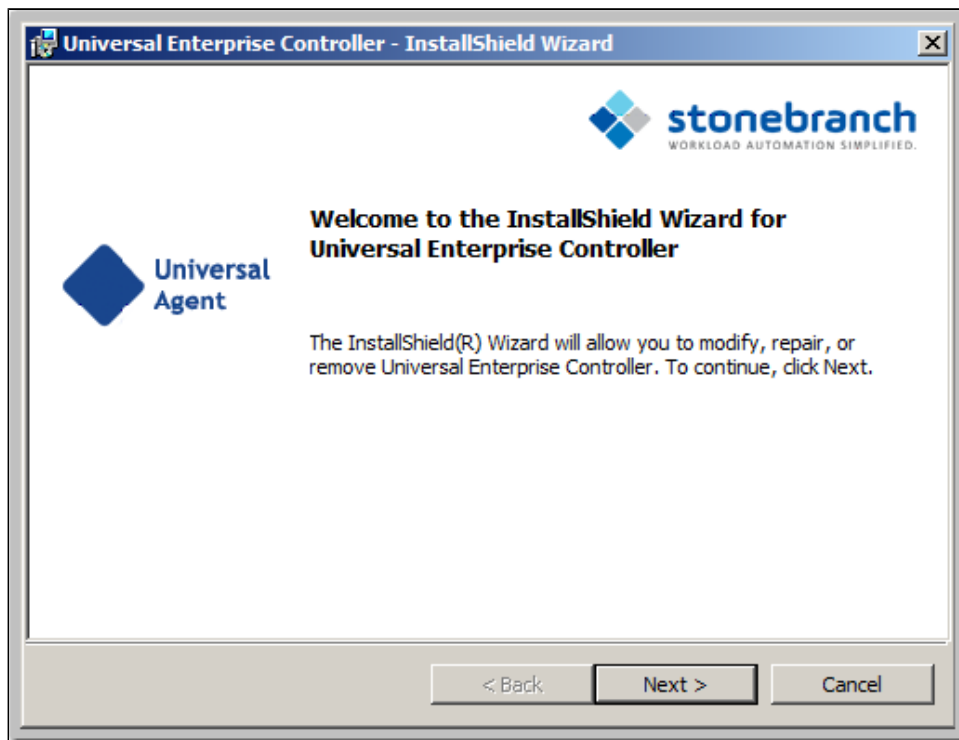 Universal Enterprise Controller - InstallShield Wizard
stonebranch
WORKLOAD AUTOMATION SIMPLIFIED.
Welcome to the InstallShield Wizard for
Universal Enterprise Controller
Universal
Agent
The InstallShield(R) Wizard will allow you to modify, repair, or
remove Universal Enterprise Controller. To continue, click Next.
< Back
Next >
Cancel